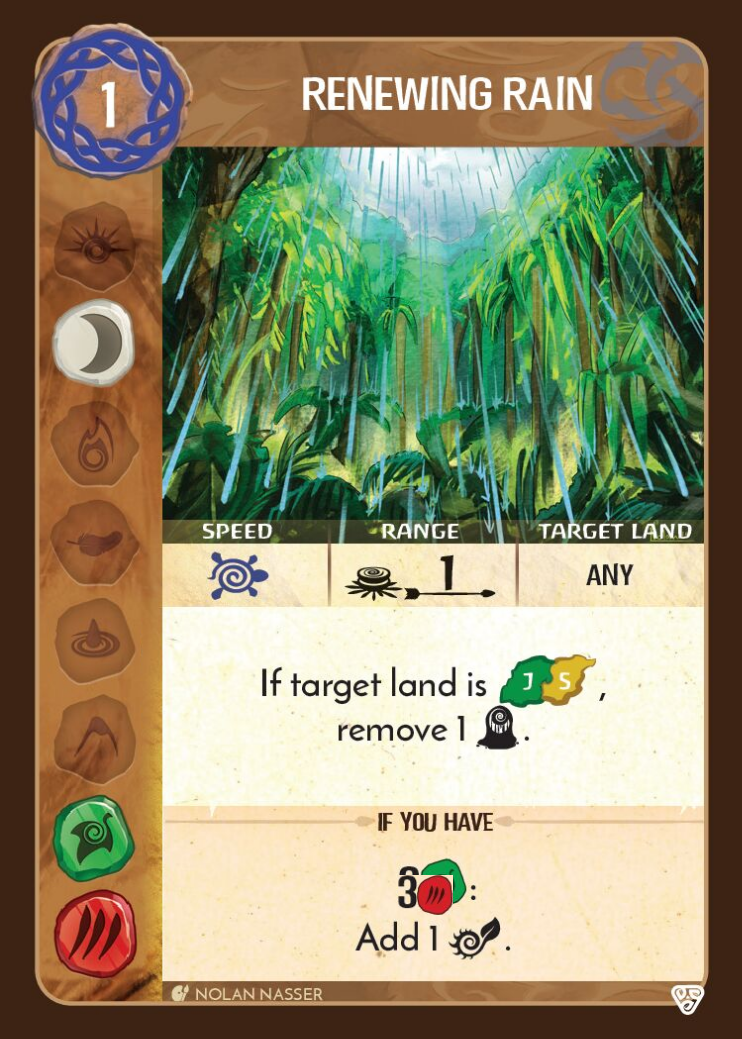 1
RENEWING RAIN
SPEED RANGE TARGET LAND
1 ANY
If target land is J S ,
remove 1 .
IF YOU HAVE
3 :
Add 1 .
NOLAN NASSER